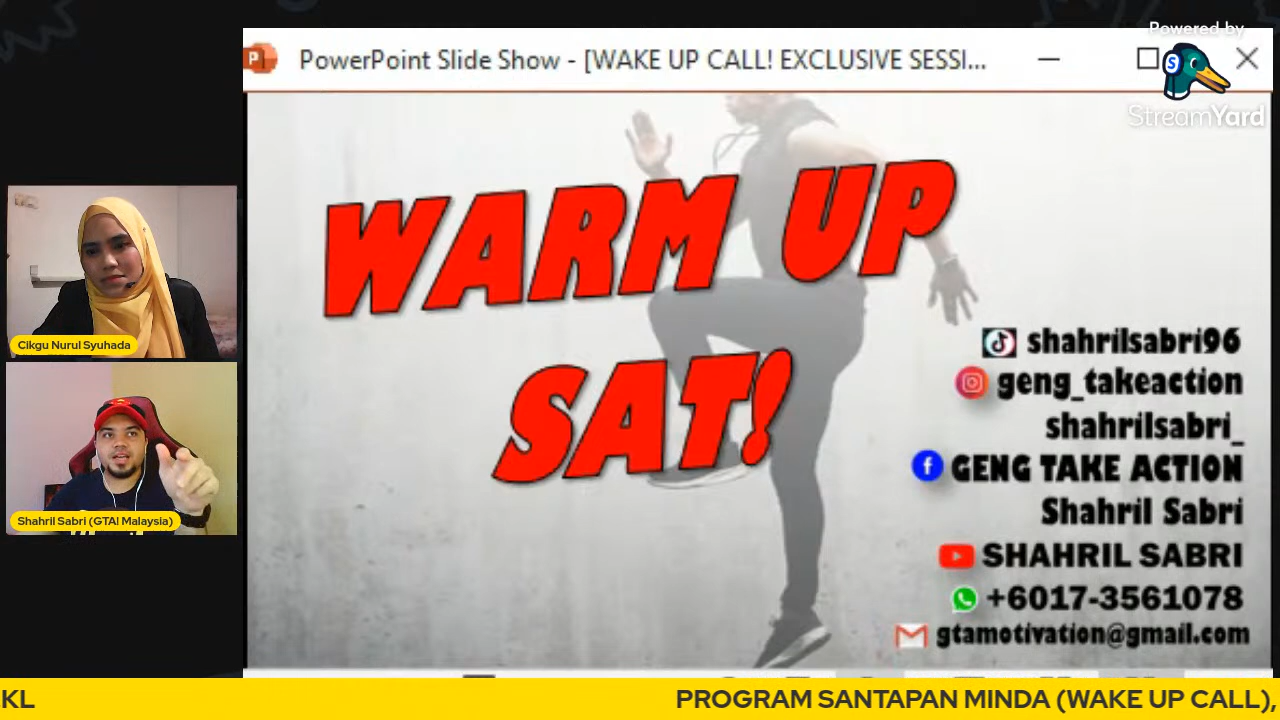 Powered by
StreamYard
PowerPoint Slide Show - [WAKE UP CALL! EXCLUSIVE SESSI...
WARM UP
SAT!
shahrilsabri96
geng_takeaction
shahrilsabri_
GENG TAKE ACTION
Shahril Sabri
SHAHRIL SABRI
+6017-3561078
gtamotivation@gmail.com
Cikgu Nurul Syuhada
Shahril Sabri (GTA! Malaysia)
KL PROGRAM SANTAPAN MINDA (WAKE UP CALL),